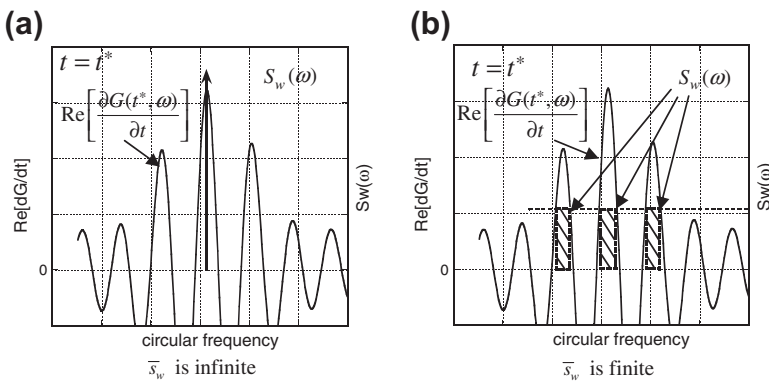 (a)
t = t*
S_w(ω)
Re[∂G(t*, ω)/∂t]
Re[dG/dt]
0
Sw(ω)
circular frequency
s̅_w is infinite
(b)
t = t*
S_w(ω)
Re[∂G(t*, ω)/∂t]
Re[dG/dt]
0
Sw(ω)
circular frequency
s̅_w is finite